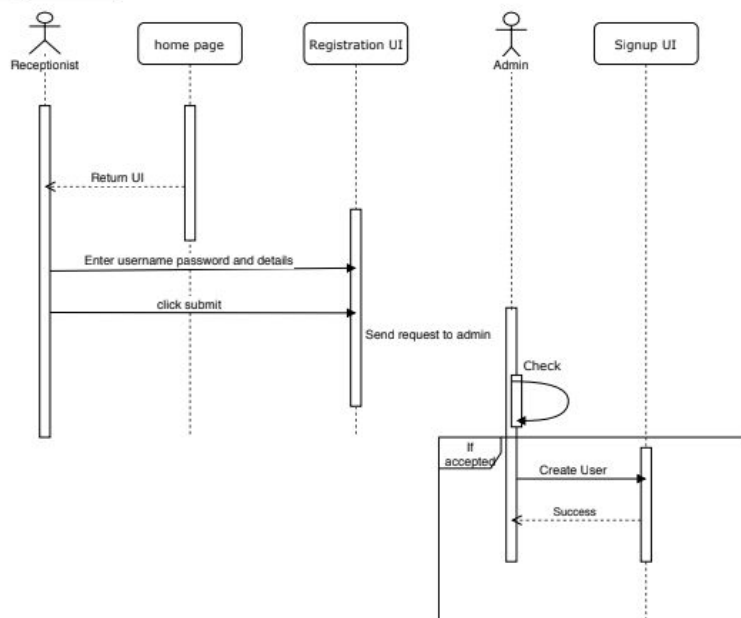 Receptionist
home page
Registration UI
Admin
Signup UI
Return UI
Enter username password and details
click submit
Send request to admin
Check
If
accepted
Create User
Success